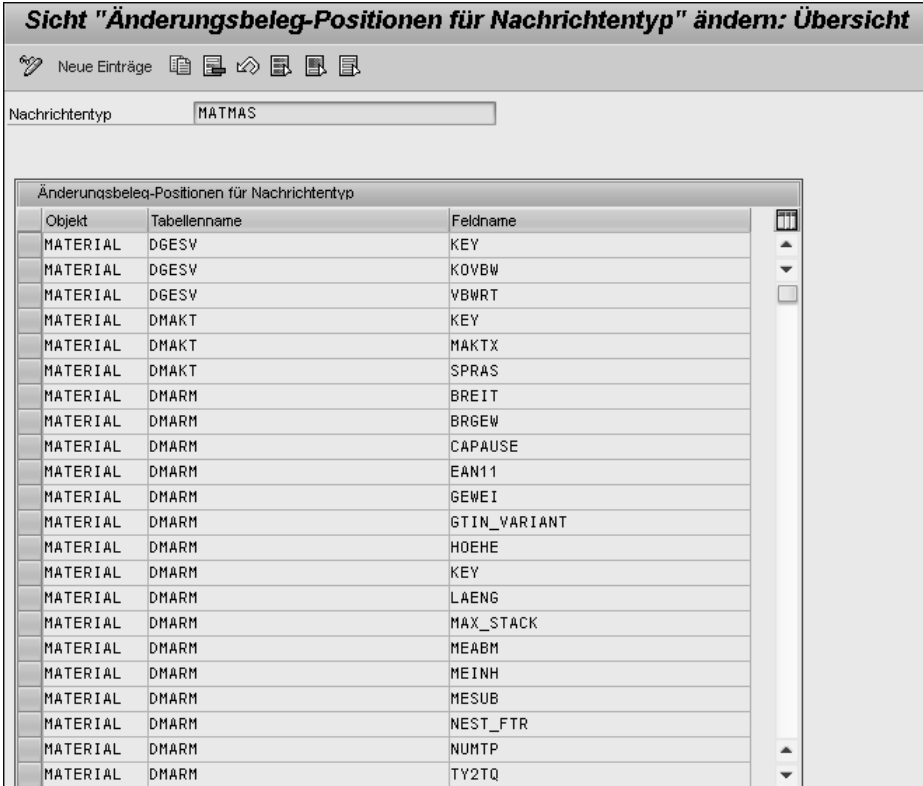 Sicht "Änderungsbeleg-Positionen für Nachrichtentyp" ändern: Übersicht
Neue Einträge
Nachrichtentyp MATMAS
Änderungsbeleg-Positionen für Nachrichtentyp
Objekt Tabellenname Feldname
MATERIAL DGESV KEY
MATERIAL DGESV KOVBW
MATERIAL DGESV VBWRT
MATERIAL DMAKT KEY
MATERIAL DMAKT MAKTX
MATERIAL DMAKT SPRAS
MATERIAL DMARM BREIT
MATERIAL DMARM BRGEW
MATERIAL DMARM CAPAUSE
MATERIAL DMARM EAN11
MATERIAL DMARM GEWEI
MATERIAL DMARM GTIN_VARIANT
MATERIAL DMARM HOEHE
MATERIAL DMARM KEY
MATERIAL DMARM LAENG
MATERIAL DMARM MAX_STACK
MATERIAL DMARM MEABM
MATERIAL DMARM MEINH
MATERIAL DMARM MESUB
MATERIAL DMARM NEST_FTR
MATERIAL DMARM NUMTP
MATERIAL DMARM TY2TQ